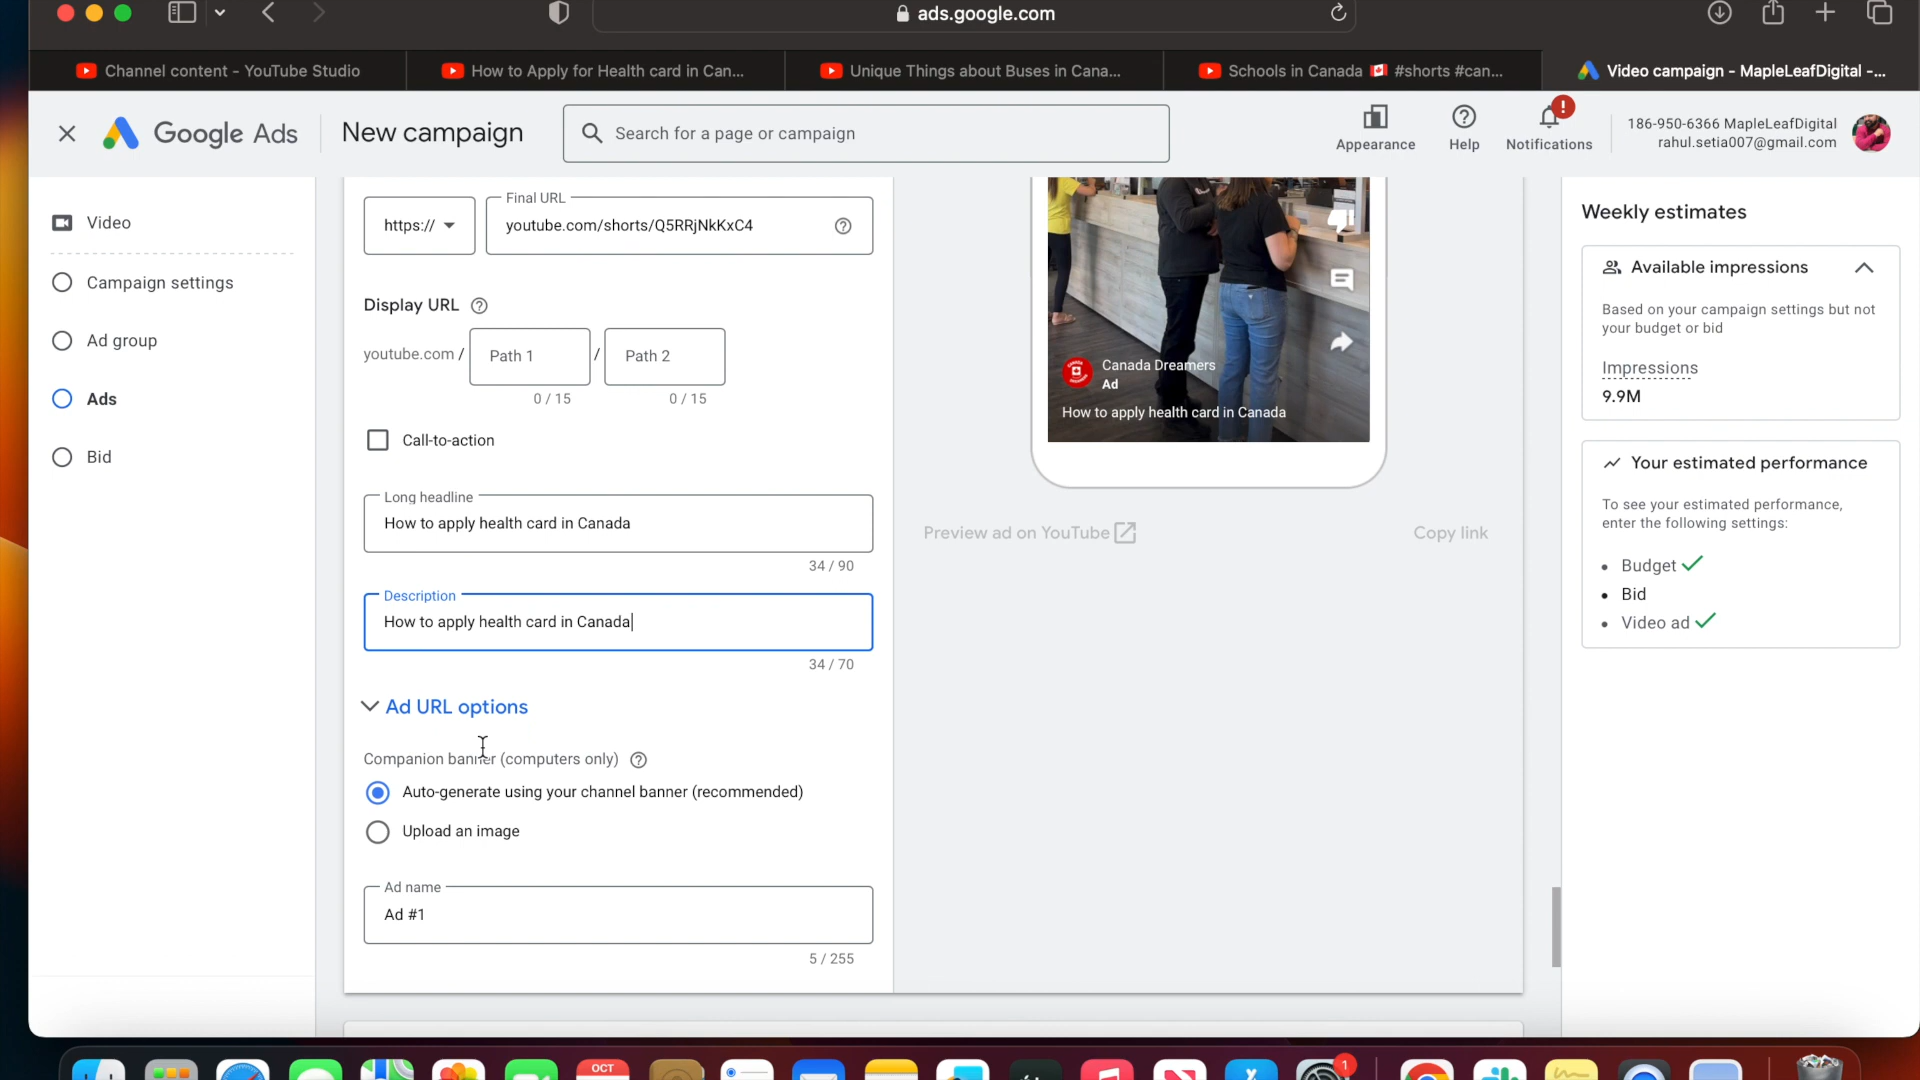 ads.google.com
Channel content - YouTube Studio
How to Apply for Health card in Can...
Unique Things about Buses in Cana...
Schools in Canada 🇨🇦 #shorts #can...
Video campaign - MapleLeafDigital -...
Google Ads
New campaign
Search for a page or campaign
Appearance
Help
!
Notifications
186-950-6366 MapleLeafDigital
rahul.setia007@gmail.com
Video
Campaign settings
Ad group
Ads
Bid
https://
Final URL
youtube.com/shorts/Q5RRjNkKxC4
Display URL
youtube.com /
Path 1
/
Path 2
0 / 15
0 / 15
Call-to-action
Long headline
How to apply health card in Canada
34 / 90
Description
How to apply health card in Canada
34 / 70
Ad URL options
Companion banner (computers only)
Auto-generate using your channel banner (recommended)
Upload an image
Ad name
Ad #1
5 / 255
Canada Dreamers
Ad
How to apply health card in Canada
Preview ad on YouTube
Copy link
Weekly estimates
Available impressions
Based on your campaign settings but not
your budget or bid
Impressions
9.9M
Your estimated performance
To see your estimated performance,
enter the following settings:
• Budget
• Bid
• Video ad
OCT
1